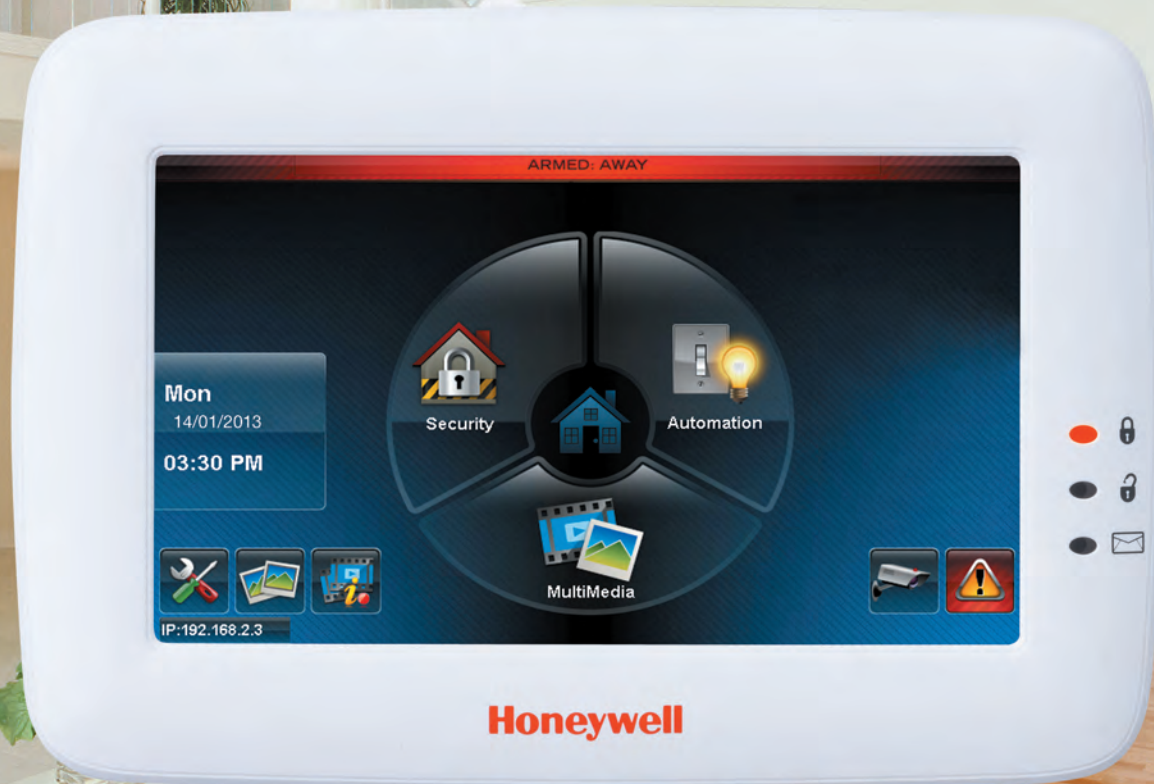 ARMED: AWAY
Mon
14/01/2013
03:30 PM
Security
Automation
MultiMedia
IP:192.168.2.3
Honeywell